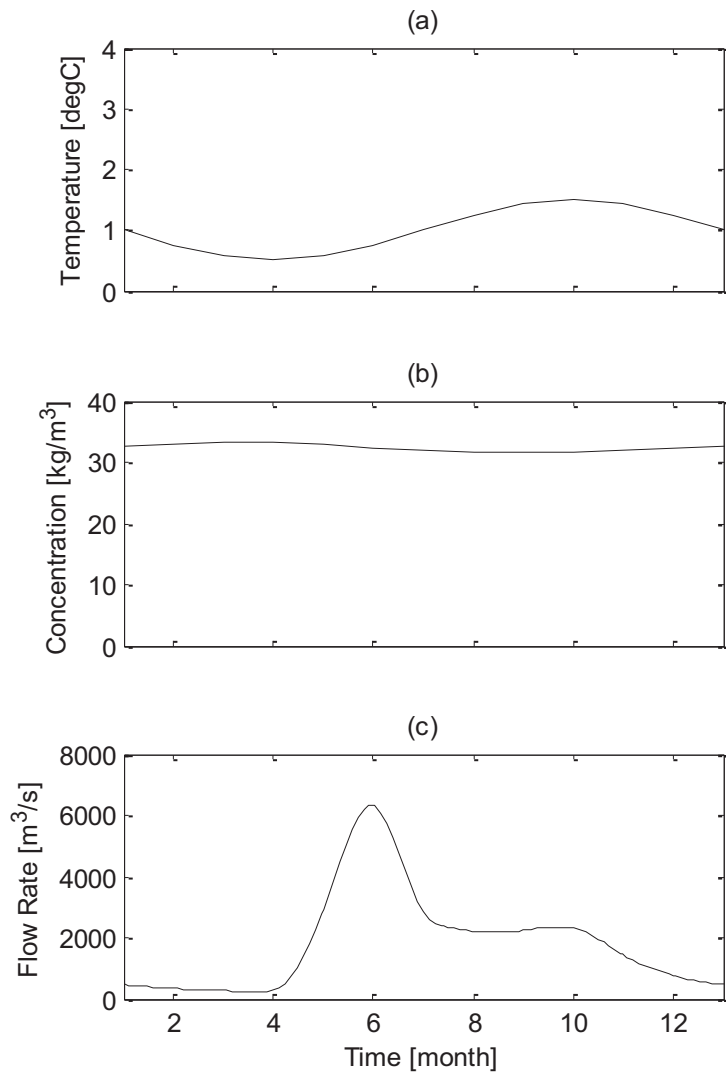 (a)
Temperature [degC]
4
3
2
1
0
(b)
Concentration [kg/m³]
40
30
20
10
0
(c)
Flow Rate [m³/s]
8000
6000
4000
2000
0
2 4 6 8 10 12
Time [month]